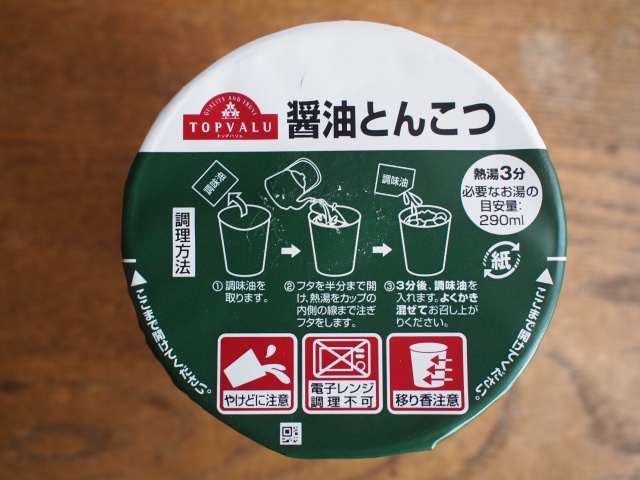 QUALITY AND TRUST
TOPVALU
トップバリュ
醤油とんこつ
熱湯3分
必要なお湯の
目安量:
290ml
調理方法
調味油
調味油
①調味油を
取ります。
②フタを半分まで開
け、熱湯をカップの
内側の線まで注ぎ
フタをします。
③3分後、調味油を
入れます。よくかき
混ぜてお召し上が
りください。
紙
ここまで開けてください。
ここまで開けてください。
やけどに注意
電子レンジ
調理不可
移り香注意